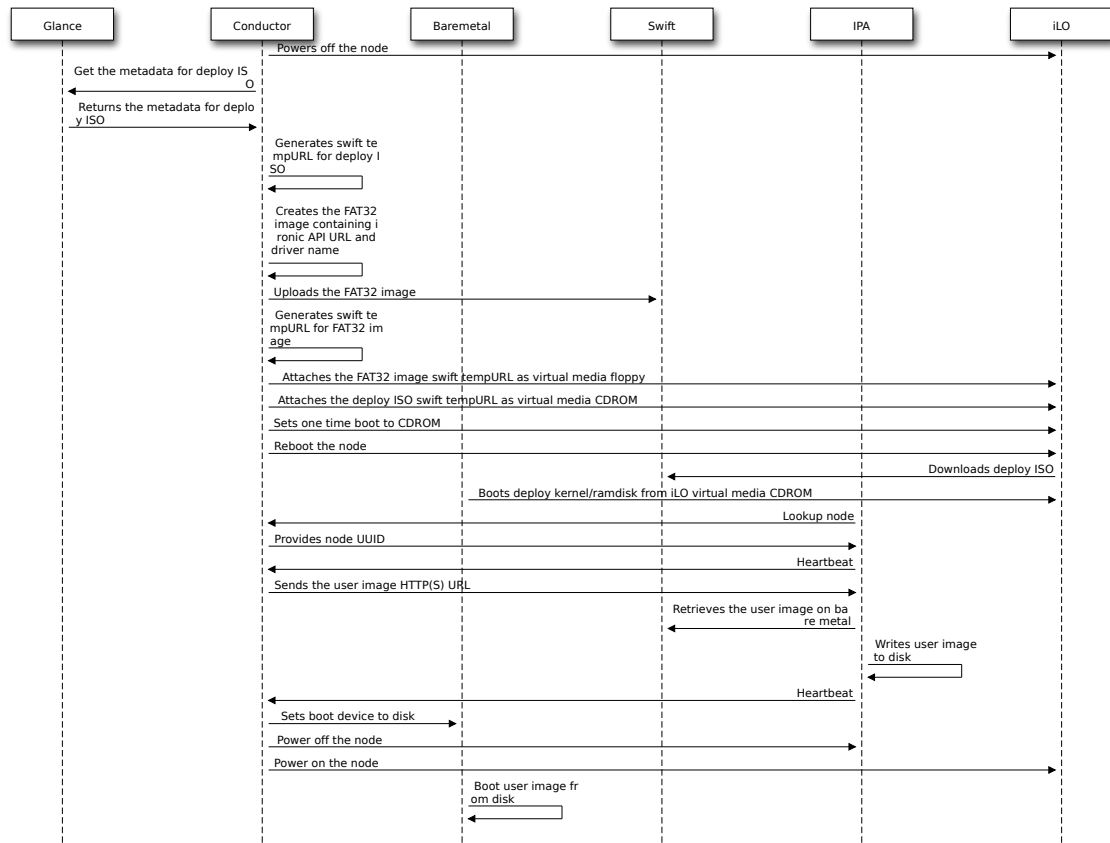 Glance
Conductor
Baremetal
Swift
IPA
iLO
Powers off the node
Get the metadata for deploy IS
O
Returns the metadata for deplo
y ISO
Generates swift te
mpURL for deploy I
SO
Creates the FAT32
image containing i
ronic API URL and
driver name
Uploads the FAT32 image
Generates swift te
mpURL for FAT32 im
age
Attaches the FAT32 image swift tempURL as virtual media floppy
Attaches the deploy ISO swift tempURL as virtual media CDROM
Sets one time boot to CDROM
Reboot the node
Downloads deploy ISO
Boots deploy kernel/ramdisk from iLO virtual media CDROM
Lookup node
Provides node UUID
Heartbeat
Sends the user image HTTP(S) URL
Retrieves the user image on ba
re metal
Writes user image
to disk
Heartbeat
Sets boot device to disk
Power off the node
Power on the node
Boot user image fr
om disk